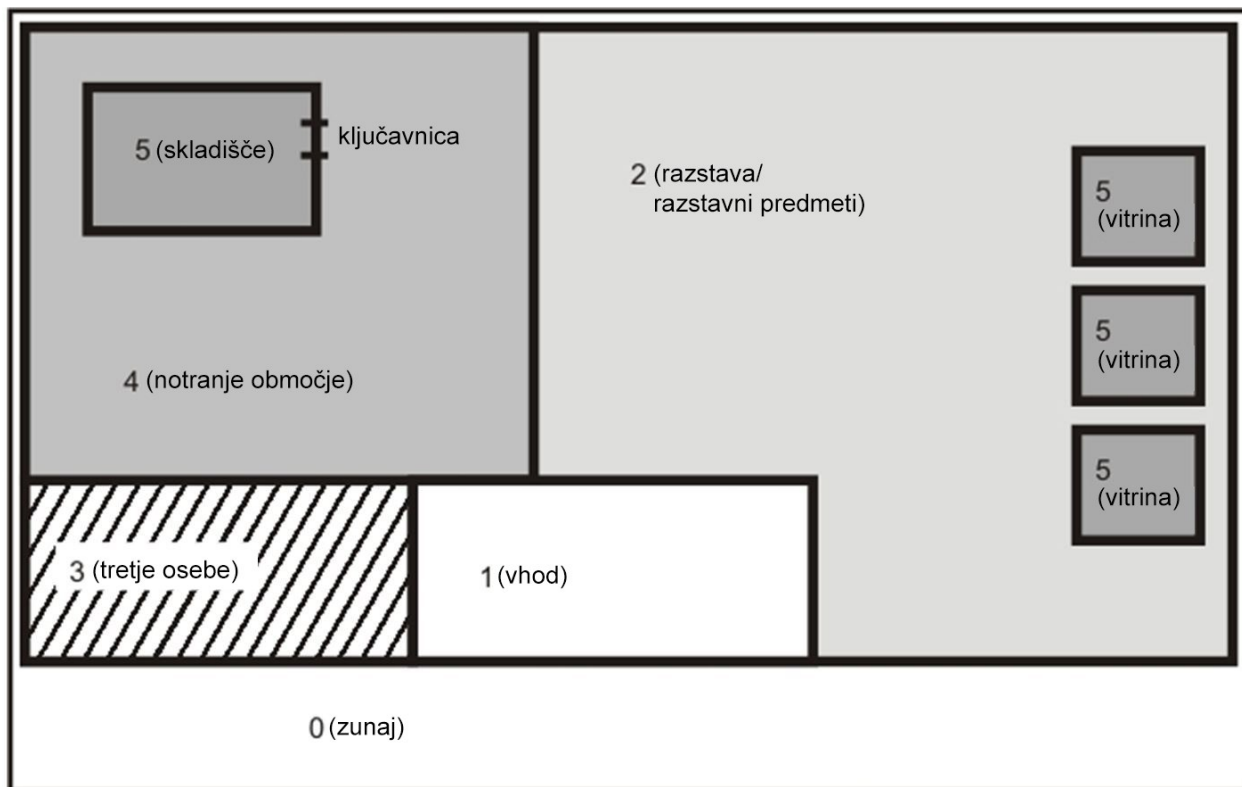 5 (skladišče)
ključavnica
2 (razstava/
razstavni predmeti)
5
(vitrina)
5
(vitrina)
5
(vitrina)
4 (notranje območje)
3 (tretje osebe)
1 (vhod)
0 (zunaj)